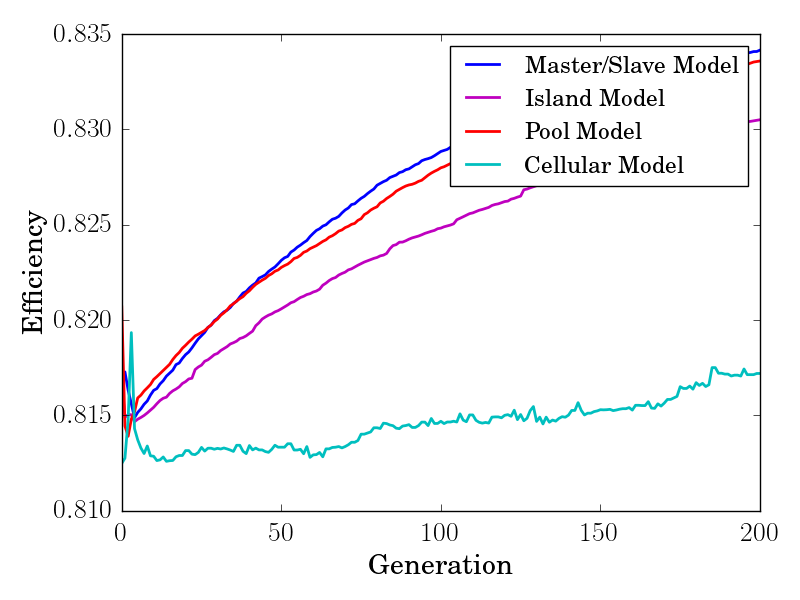 0.835
0.830
0.825
0.820
0.815
0.810
Efficiency
Master/Slave Model
Island Model
Pool Model
Cellular Model
0
50
100
150
200
Generation